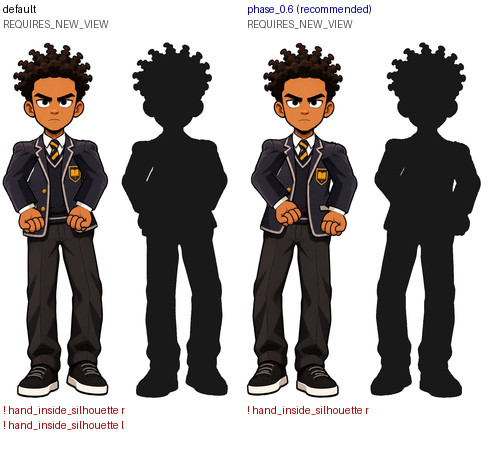 default
REQUIRES_NEW_VIEW
phase_0.6 (recommended)
REQUIRES_NEW_VIEW
! hand_inside_silhouette r
! hand_inside_silhouette l
! hand_inside_silhouette r